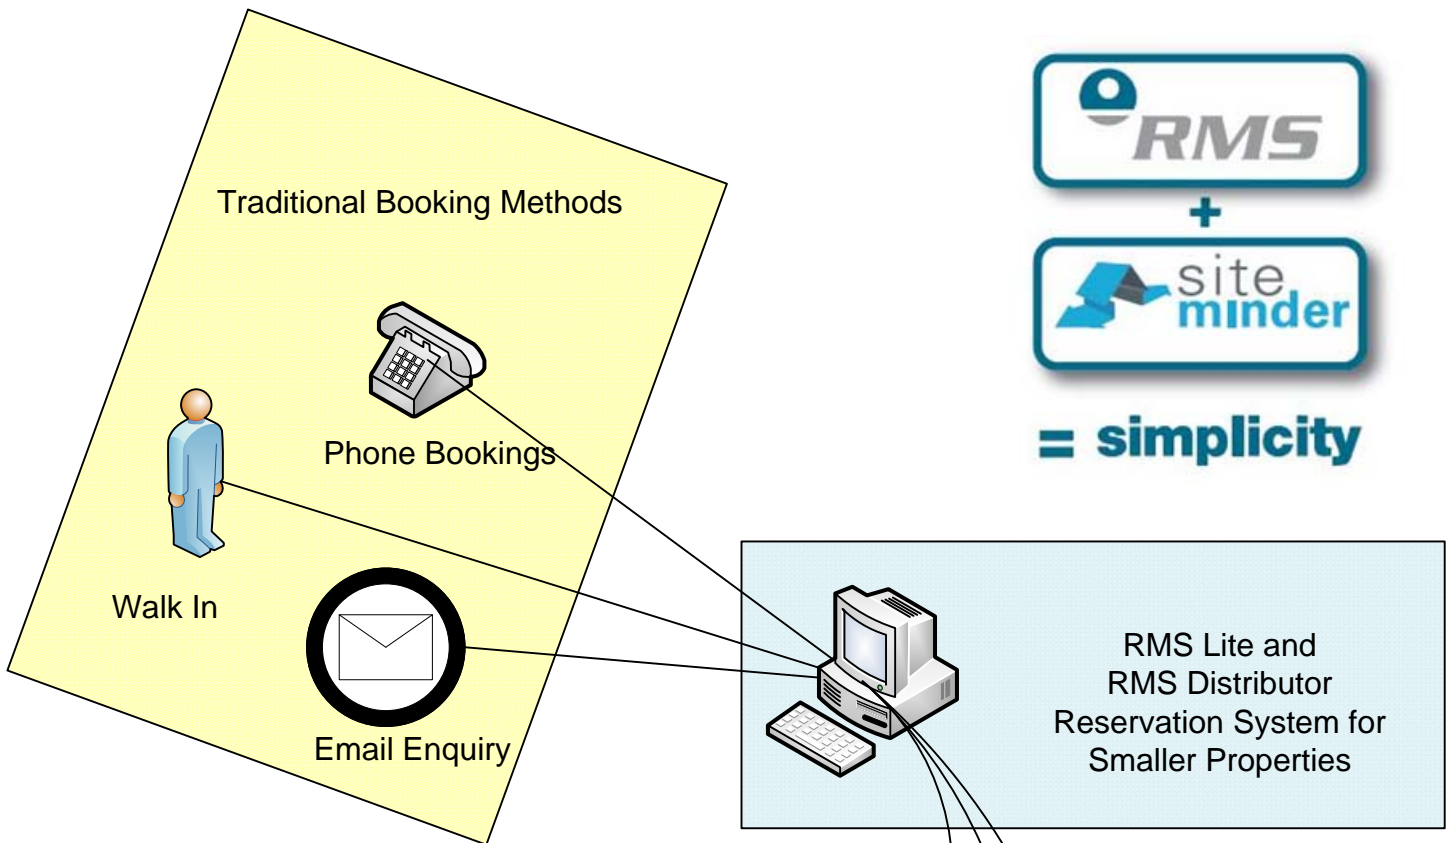 Traditional Booking Methods
Phone Bookings
Walk In
Email Enquiry
RMS
+
site
minder
= simplicity
RMS Lite and
RMS Distributor
Reservation System for
Smaller Properties